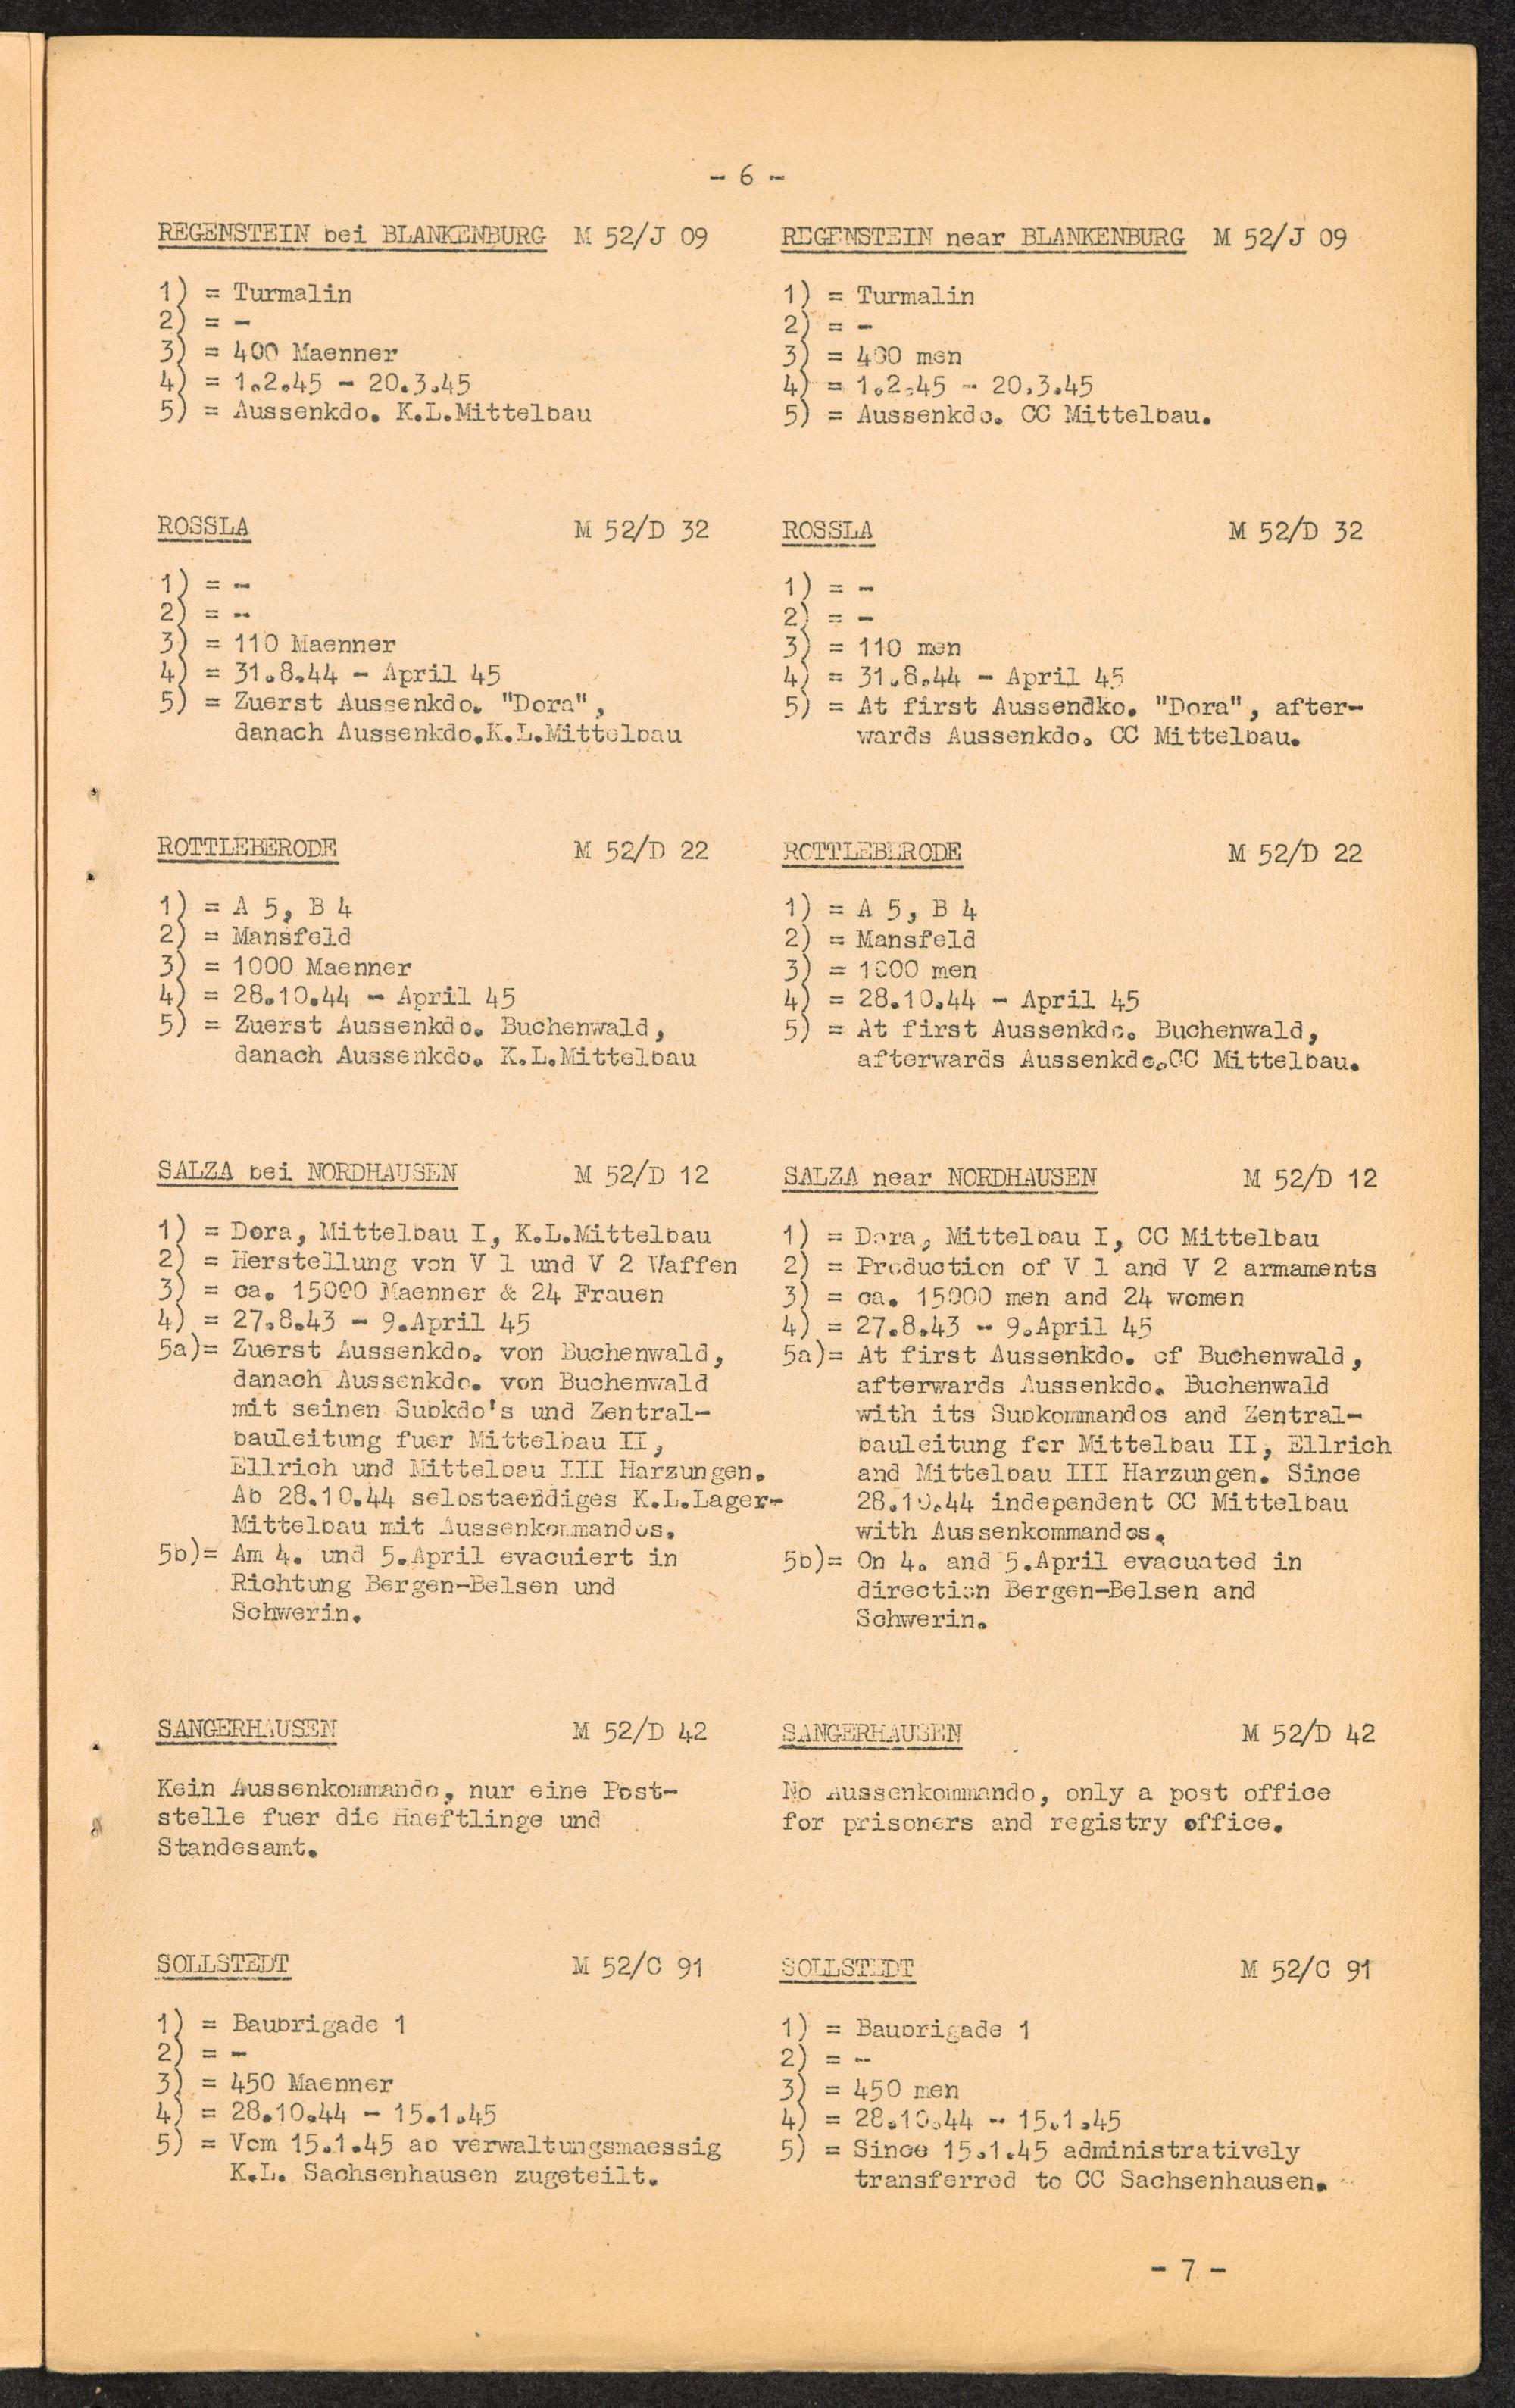 - 6 -
REGENSTEIN bei BLANKENBURG M 52/J 09
1) = Turmalin
2) = -
3) = 400 Maenner
4) = 1.2.45 - 20.3.45
5) = Aussenkdo. K.L.Mittelbau
ROSSLA M 52/D 32
1) = -
2) = -
3) = 110 Maenner
4) = 31.8.44 - April 45
5) = Zuerst Aussenkdo. "Dora",
danach Aussenkdo.K.L.Mittelbau
ROTTLEBERODE M 52/D 22
1) = A 5, B 4
2) = Mansfeld
3) = 1000 Maenner
4) = 28.10.44 - April 45
5) = Zuerst Aussenkdo. Buchenwald,
danach Aussenkdo. K.L.Mittelbau
SALZA bei NORDHAUSEN M 52/D 12
1) = Dora, Mittelbau I, K.L.Mittelbau
2) = Herstellung von V 1 und V 2 Waffen
3) = ca. 15000 Maenner & 24 Frauen
4) = 27.8.43 - 9.April 45
5a)= Zuerst Aussenkdo. von Buchenwald,
danach Aussenkdo. von Buchenwald
mit seinen Subkdo's und Zentral-
bauleitung fuer Mittelbau II,
Ellrich und Mittelbau III Harzungen.
Ab 28.10.44 selbstaendiges K.L.Lager-
Mittelbau mit Aussenkommandos.
5b)= Am 4. und 5.April evacuiert in
Richtung Bergen-Belsen und
Schwerin.
SANGERHAUSEN M 52/D 42
Kein Aussenkommando, nur eine Post-
stelle fuer die Haeftlinge und
Standesamt.
SOLLSTEDT M 52/C 91
1) = Baubrigade 1
2) = -
3) = 450 Maenner
4) = 28.10.44 - 15.1.45
5) = Vom 15.1.45 ab verwaltungsmaessig
K.L. Sachsenhausen zugeteilt.
REGENSTEIN near BLANKENBURG M 52/J 09
1) = Turmalin
2) = -
3) = 400 men
4) = 1.2.45 - 20.3.45
5) = Aussenkdo. CC Mittelbau.
ROSSLA M 52/D 32
1) = -
2) = -
3) = 110 men
4) = 31.8.44 - April 45
5) = At first Aussendko. "Dora", after-
wards Aussenkdo. CC Mittelbau.
ROTTLEBERODE M 52/D 22
1) = A 5, B 4
2) = Mansfeld
3) = 1000 men
4) = 28.10.44 - April 45
5) = At first Aussenkdo. Buchenwald,
afterwards Aussenkdo.CC Mittelbau.
SALZA near NORDHAUSEN M 52/D 12
1) = Dora, Mittelbau I, CC Mittelbau
2) = Production of V 1 and V 2 armaments
3) = ca. 15000 men and 24 women
4) = 27.8.43 - 9.April 45
5a)= At first Aussenkdo. of Buchenwald,
afterwards Aussenkdo. Buchenwald
with its Subkommandos and Zentral-
bauleitung for Mittelbau II, Ellrich
and Mittelbau III Harzungen. Since
28.10.44 independent CC Mittelbau
with Aussenkommandos.
5b)= On 4. and 5.April evacuated in
direction Bergen-Belsen and
Schwerin.
SANGERHAUSEN M 52/D 42
No Aussenkommando, only a post office
for prisoners and registry office.
SOLLSTEDT M 52/C 91
1) = Baubrigade 1
2) = -
3) = 450 men
4) = 28.10.44 - 15.1.45
5) = Since 15.1.45 administratively
transferred to CC Sachsenhausen.
- 7 -